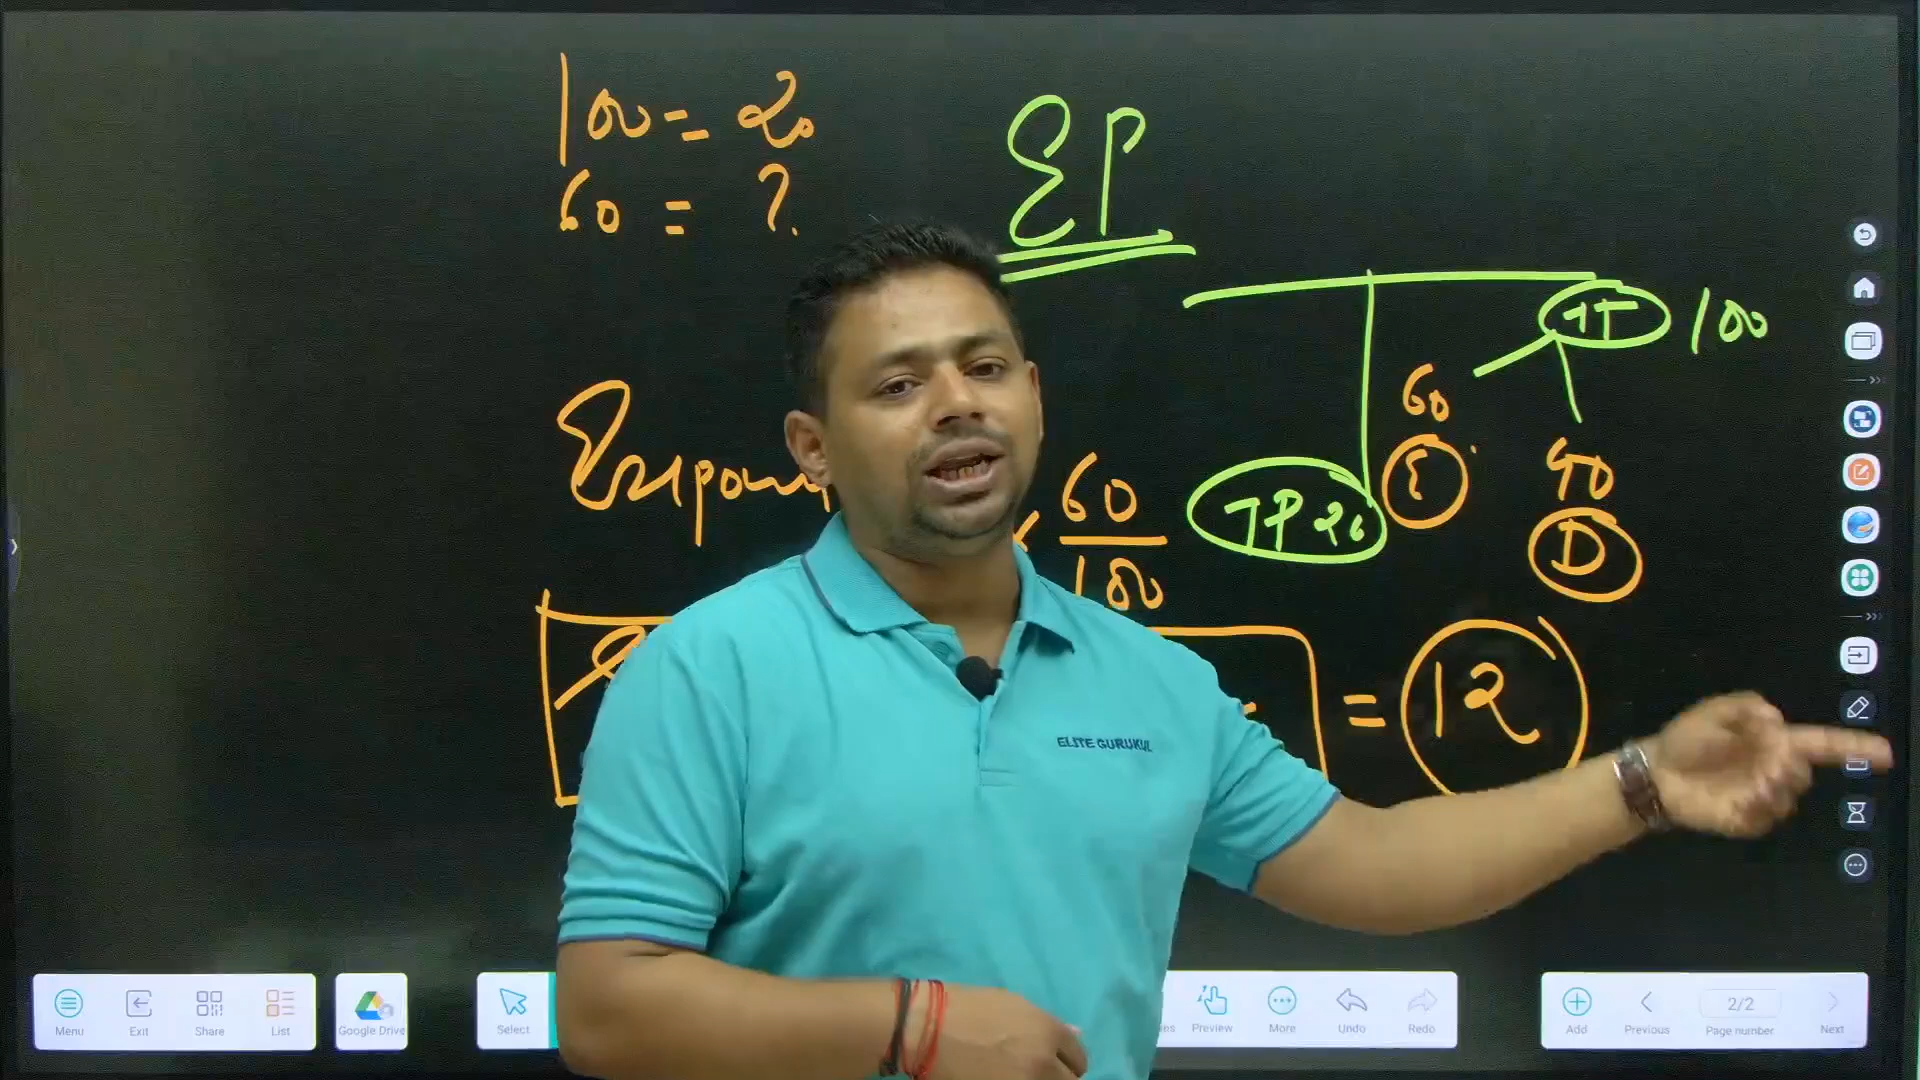 100 = 20
60 = ?
EP
TT 100
60
E
40
D
TP 20
60
100
= 12
ELITE GURUKUL
Menu
Exit
Share
List
Google Drive
Select
Preview
More
Undo
Redo
Add
Previous
2/2
Page number
Next